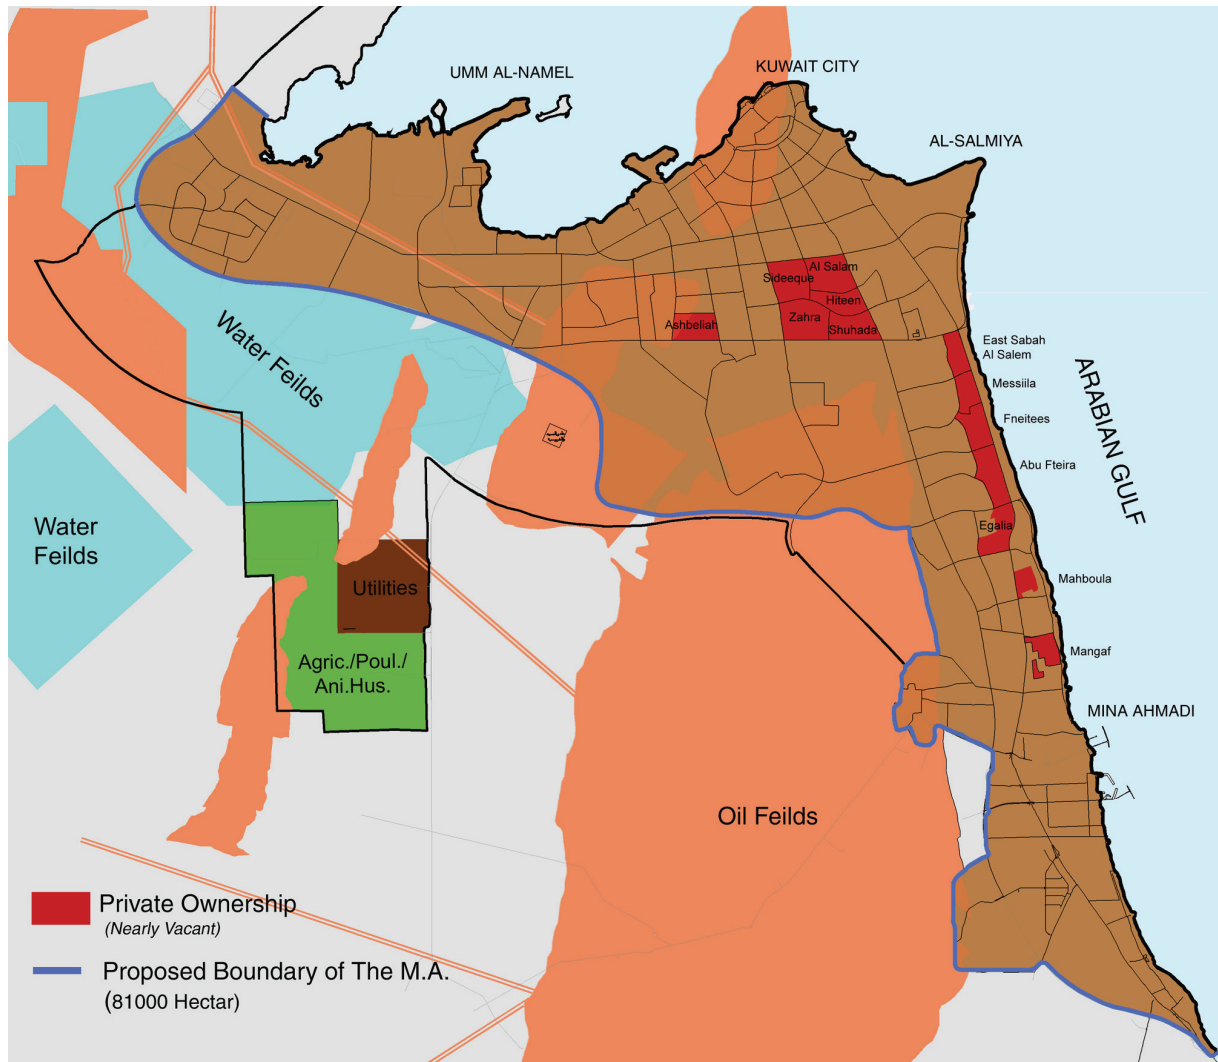 UMM AL-NAMEL
KUWAIT CITY
AL-SALMIYA
Al Salam
Sideeque
Hiteen
Zahra
Shuhada
Ashbeliah
East Sabah
Al Salem
Messiila
Fneitees
Abu Fteira
Egalia
Mahboula
Mangaf
MINA AHMADI
ARABIAN GULF
Water Feilds
Water
Feilds
Utilities
Agric./Poul./
Ani.Hus.
Oil Feilds
Private Ownership
(Nearly Vacant)
Proposed Boundary of The M.A.
(81000 Hectar)